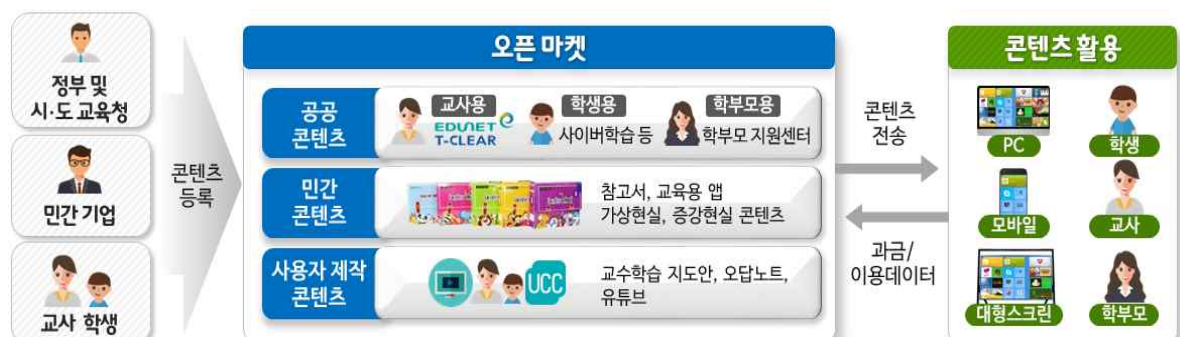 정부 및
시·도 교육청
민간 기업
교사 학생
콘텐츠
등록
오픈 마켓
공공
콘텐츠
교사용
EDUNET
T-CLEAR
학생용
사이버학습 등
학부모용
학부모 지원센터
민간
콘텐츠
참고서, 교육용 앱
가상현실, 증강현실 콘텐츠
사용자 제작
콘텐츠
UCC
교수학습 지도안, 오답노트,
유튜브
콘텐츠
전송
과금/
이용데이터
콘텐츠 활용
PC
학생
모바일
교사
대형스크린
학부모